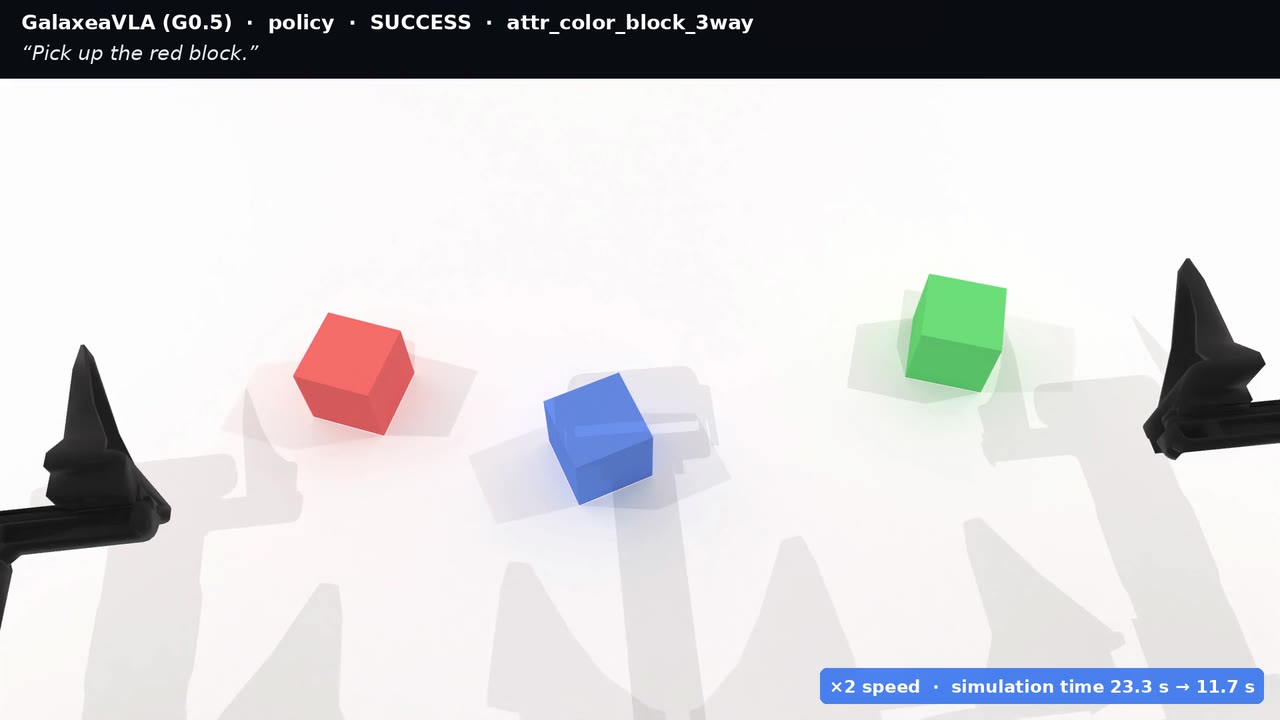 GalaxeaVLA (G0.5)  ·  policy  ·  SUCCESS  ·  attr_color_block_3way
“Pick up the red block.”
×2 speed  ·  simulation time 23.3 s → 11.7 s